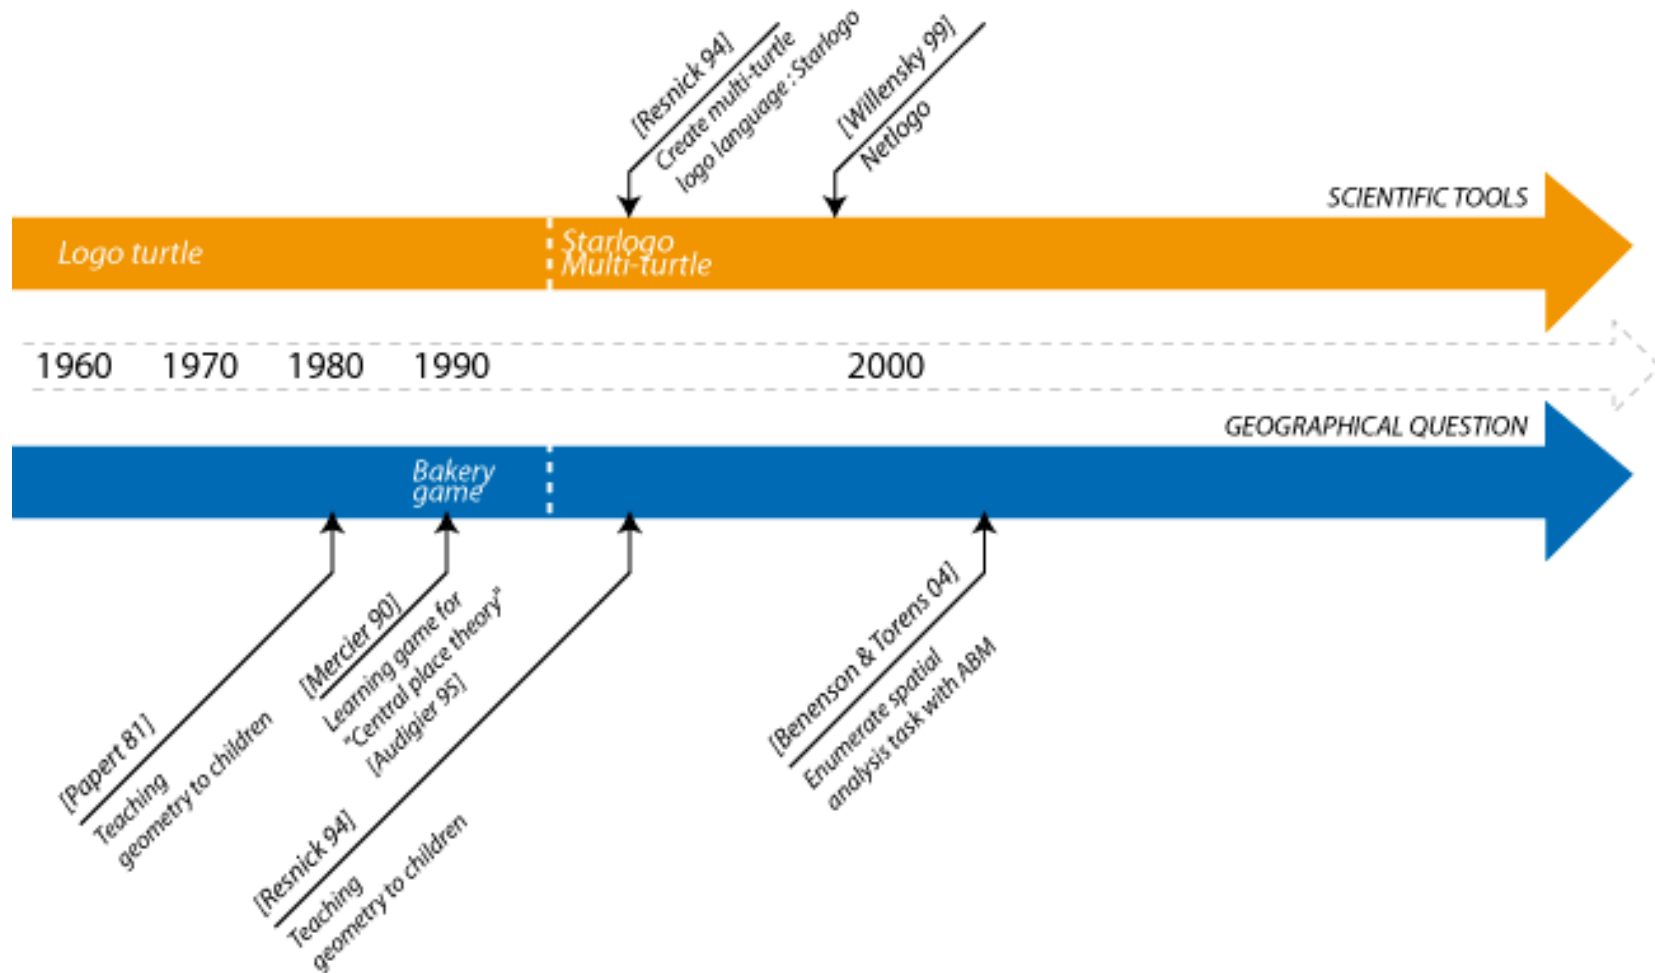 [Resnick 94]
Create multi-turtle
logo language : Starlogo
[Willensky 99]
Netlogo
SCIENTIFIC TOOLS
Logo turtle
Starlogo
Multi-turtle
1960 1970 1980 1990 2000
GEOGRAPHICAL QUESTION
Bakery
game
[Papert 81]
Teaching
geometry to children
[Mercier 90]
Learning game for
"Central place theory"
[Audigier 95]
[Resnick 94]
Teaching
geometry to children
[Benenson & Torens 04]
Enumerate spatial
analysis task with ABM